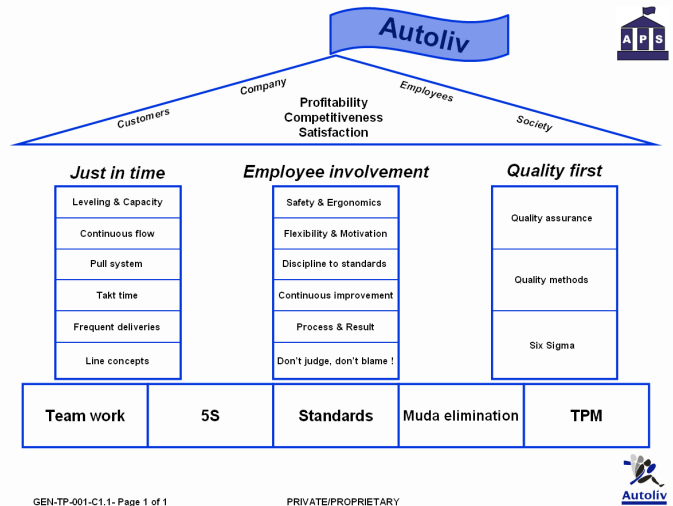 Autoliv
APS
Customers
Company
Employees
Society
Profitability
Competitiveness
Satisfaction
Just in time
Leveling & Capacity
Continuous flow
Pull system
Takt time
Frequent deliveries
Line concepts
Employee involvement
Safety & Ergonomics
Flexibility & Motivation
Discipline to standards
Continuous improvement
Process & Result
Don't judge, don't blame !
Quality first
Quality assurance
Quality methods
Six Sigma
Team work
5S
Standards
Muda elimination
TPM
Autoliv
GEN-TP-001-C1.1- Page 1 of 1
PRIVATE/PROPRIETARY